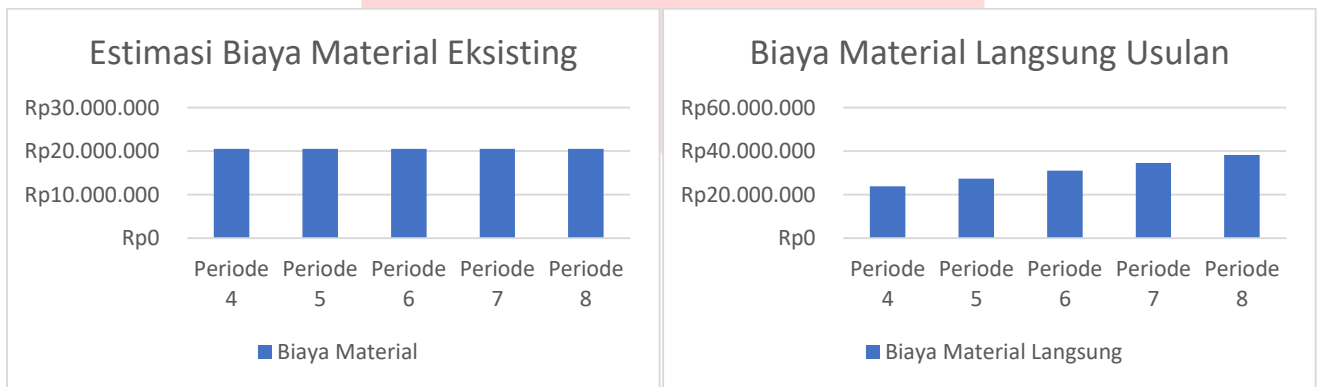 Estimasi Biaya Material Eksisting
Rp30.000.000
Rp20.000.000
Rp10.000.000
Rp0
Periode Periode Periode Periode Periode
4 5 6 7 8
Biaya Material
Biaya Material Langsung Usulan
Rp60.000.000
Rp40.000.000
Rp20.000.000
Rp0
Periode Periode Periode Periode Periode
4 5 6 7 8
Biaya Material Langsung